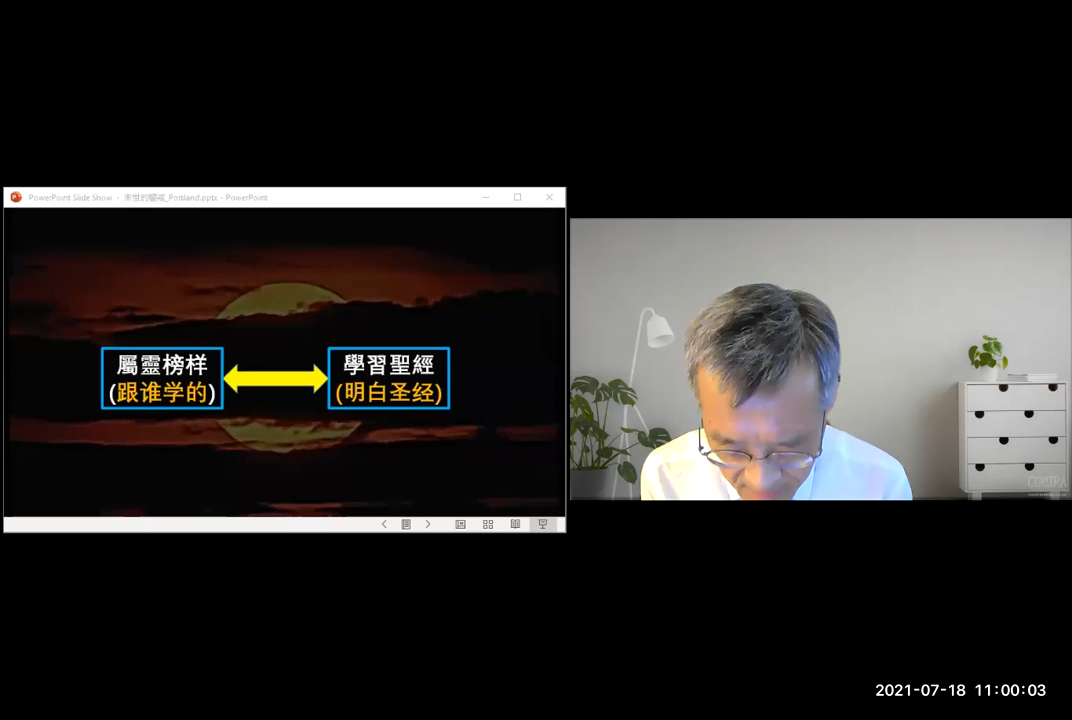 PowerPoint Slide Show - 末世的警戒_Portland.pptx - PowerPoint
屬靈榜样
(跟谁学的)
學習聖經
(明白圣经)
2021-07-18 11:00:03